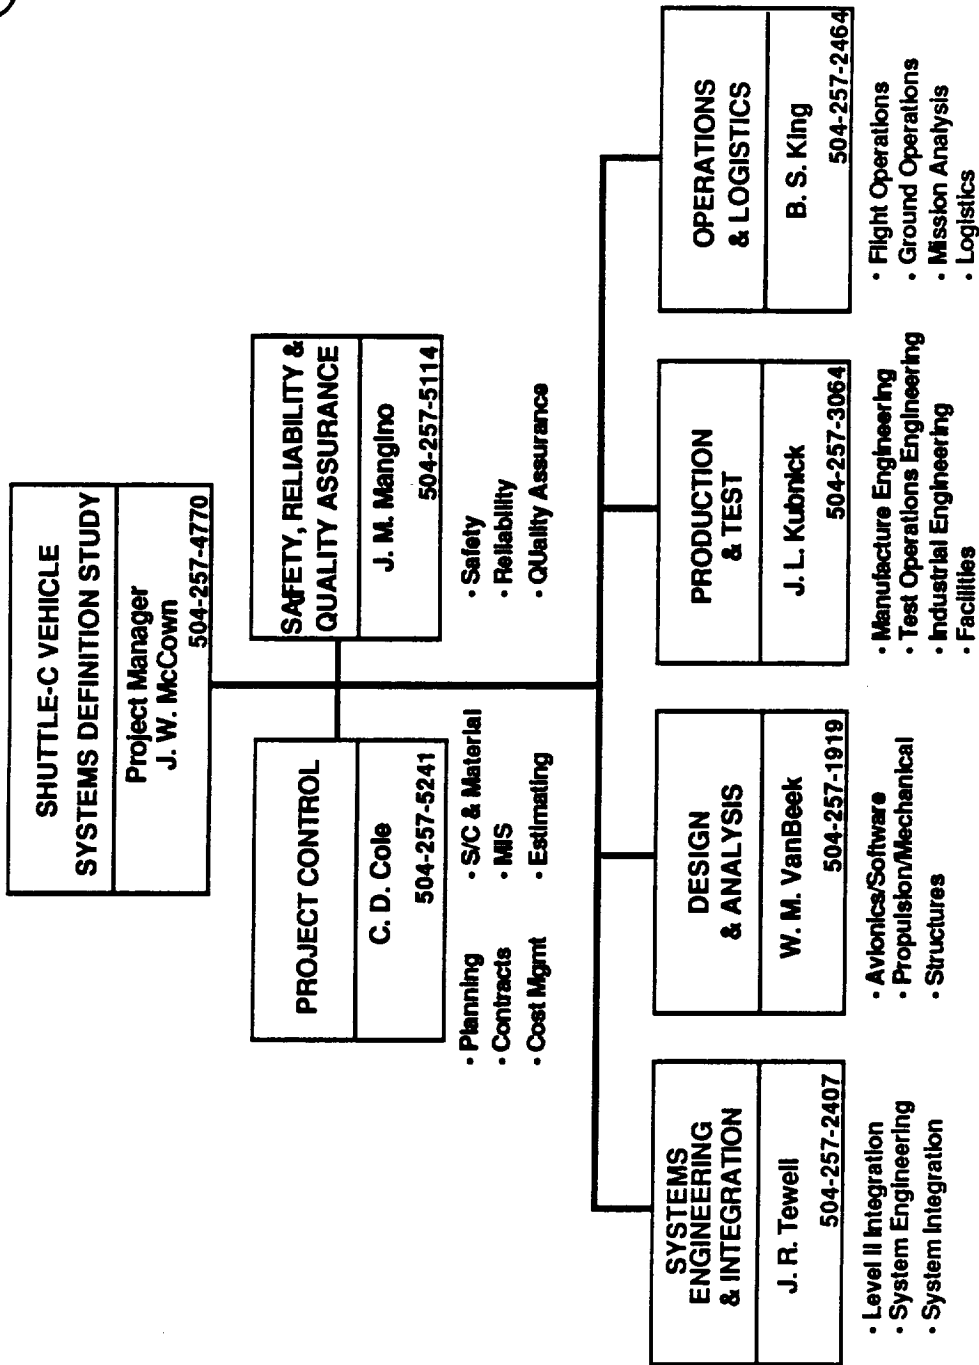 SHUTTLE-C VEHICLE
SYSTEMS DEFINITION STUDY
Project Manager
J. W. McCown
504-257-4770
PROJECT CONTROL
C. D. Cole
504-257-5241
• Planning
• Contracts
• Cost Mgmt
• S/C & Material
• MIS
• Estimating
SAFETY, RELIABILITY &
QUALITY ASSURANCE
J. M. Mangino
504-257-5114
• Safety
• Reliability
• QUality Assurance
SYSTEMS
ENGINEERING
& INTEGRATION
J. R. Tewell
504-257-2407
• Level II Integration
• System Engineering
• System Integration
DESIGN
& ANALYSIS
W. M. VanBeek
504-257-1919
• Avionics/Software
• Propulsion/Mechanical
• Structures
PRODUCTION
& TEST
J. L. Kubnick
504-257-3064
• Manufacture Engineering
• Test Operations Engineering
• Industrial Engineering
• Facilities
OPERATIONS
& LOGISTICS
B. S. King
504-257-2464
• Flight Operations
• Ground Operations
• Mission Analysis
• Logistics